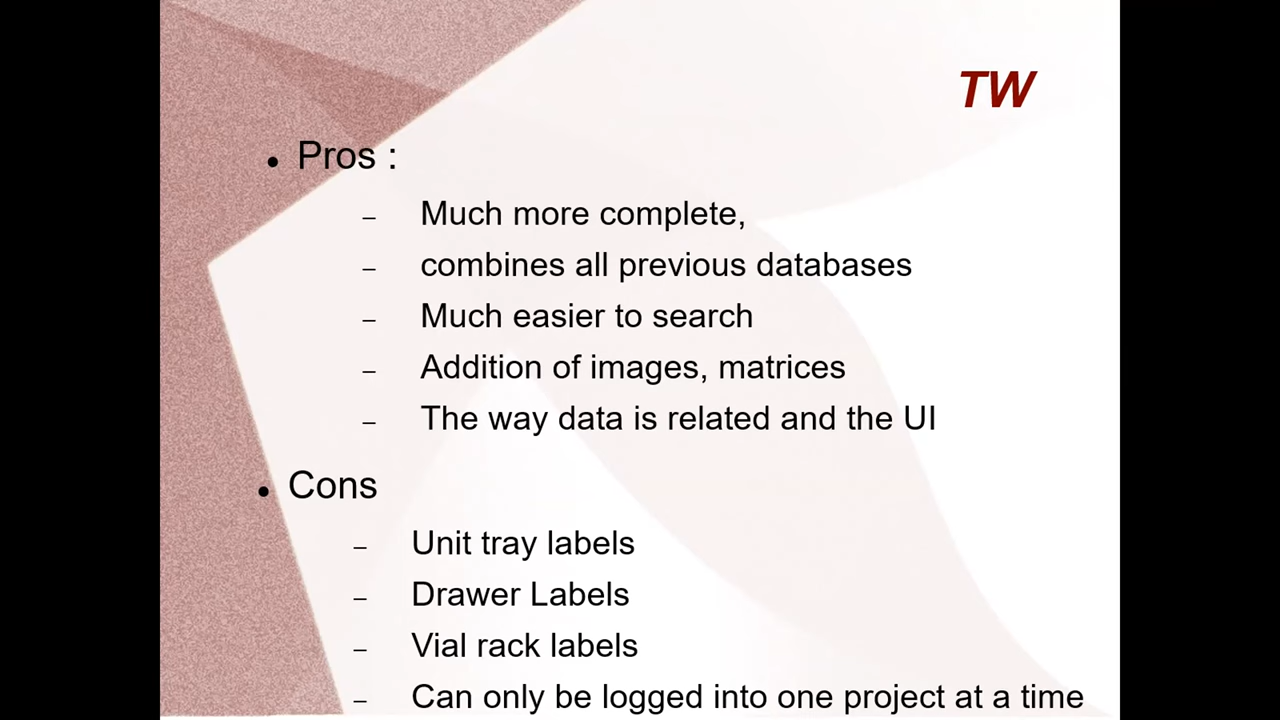 TW
• Pros :
– Much more complete,
– combines all previous databases
– Much easier to search
– Addition of images, matrices
– The way data is related and the UI
• Cons
– Unit tray labels
– Drawer Labels
– Vial rack labels
– Can only be logged into one project at a time